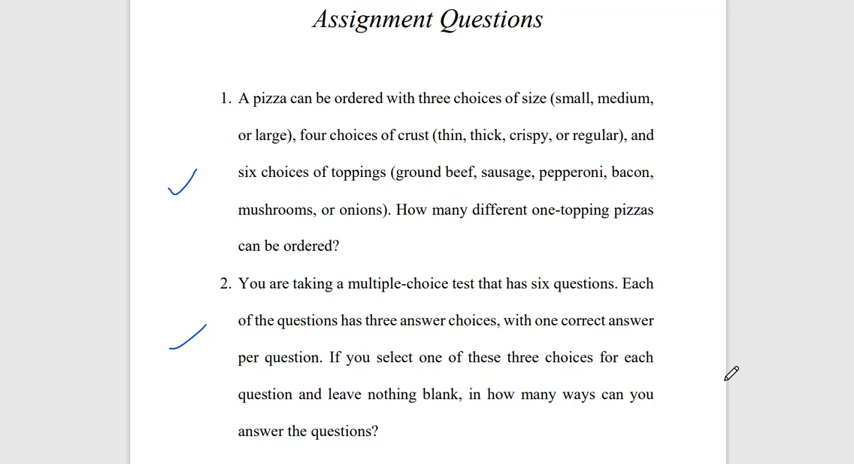 Assignment Questions
1. A pizza can be ordered with three choices of size (small, medium,
or large), four choices of crust (thin, thick, crispy, or regular), and
six choices of toppings (ground beef, sausage, pepperoni, bacon,
mushrooms, or onions). How many different one-topping pizzas
can be ordered?
2. You are taking a multiple-choice test that has six questions. Each
of the questions has three answer choices, with one correct answer
per question. If you select one of these three choices for each
question and leave nothing blank, in how many ways can you
answer the questions?